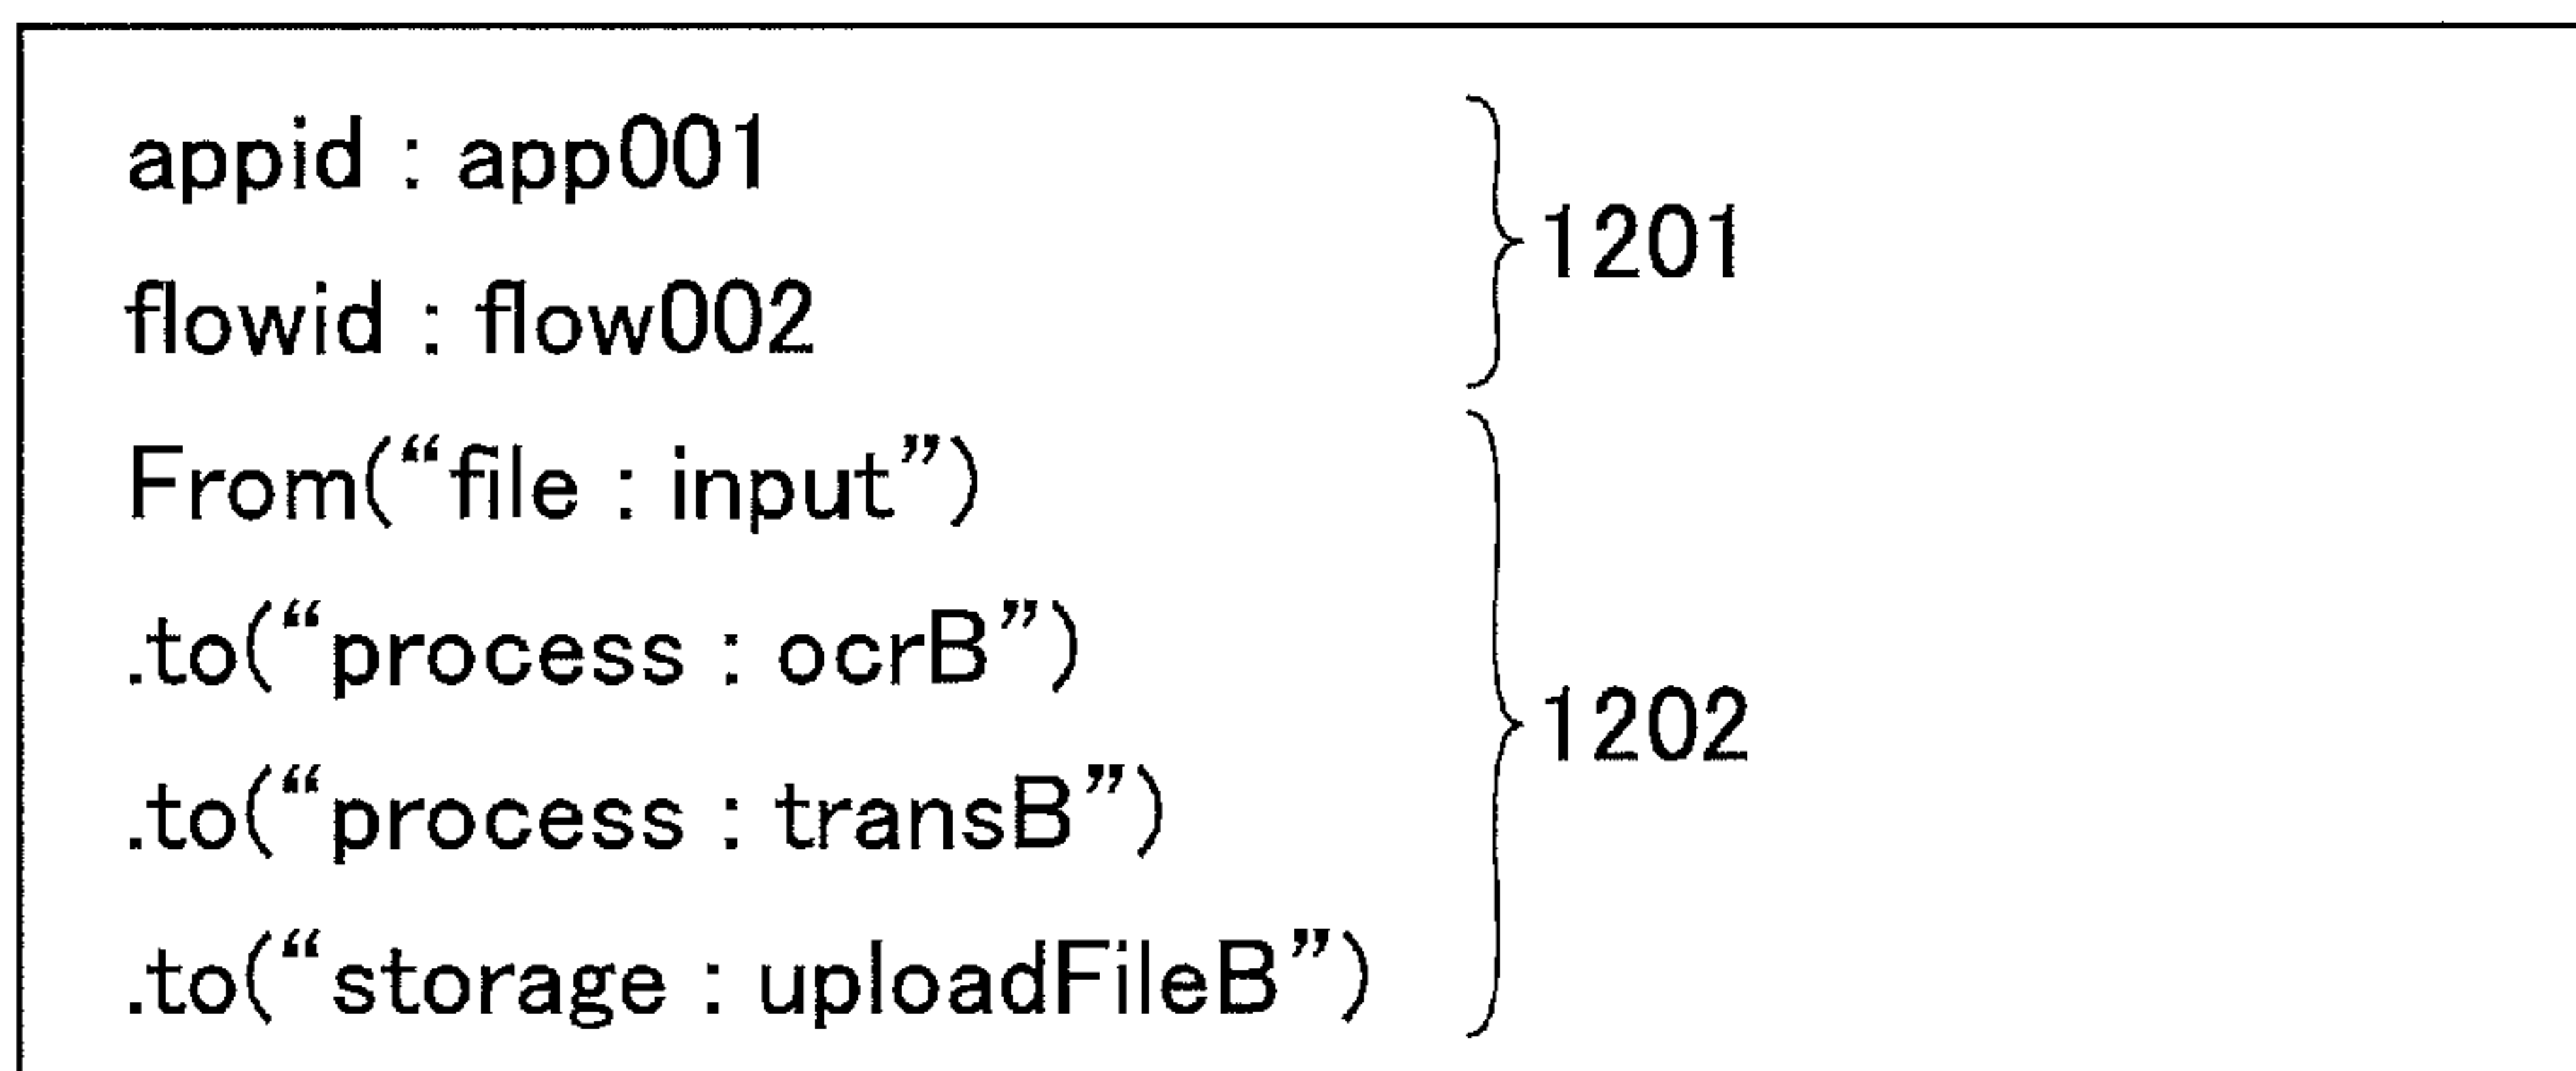 appid : app001
flowid : flow002
1201
From(“file : input”)
.to(“process : ocrB”)
.to(“process : transB”)
.to(“storage : uploadFileB”)
1202